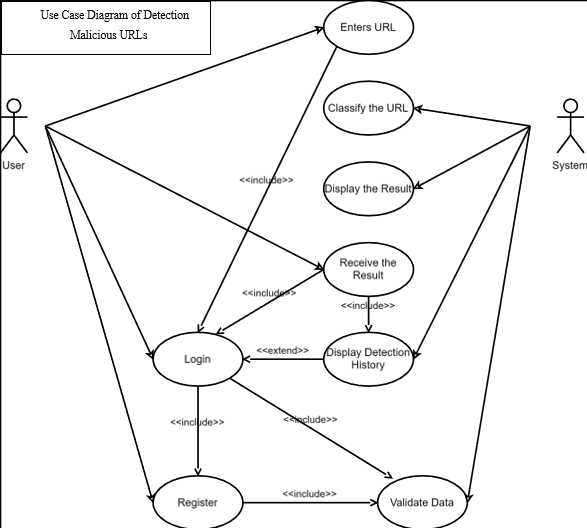 Use Case Diagram of Detection
Malicious URLs
Enters URL
Classify the URL
User
System
<<include>>
Display the Result
Receive the
Result
<<include>>
<<include>>
Login
<<extend>>
Display Detection
History
<<include>>
<<include>>
Register
<<include>>
Validate Data